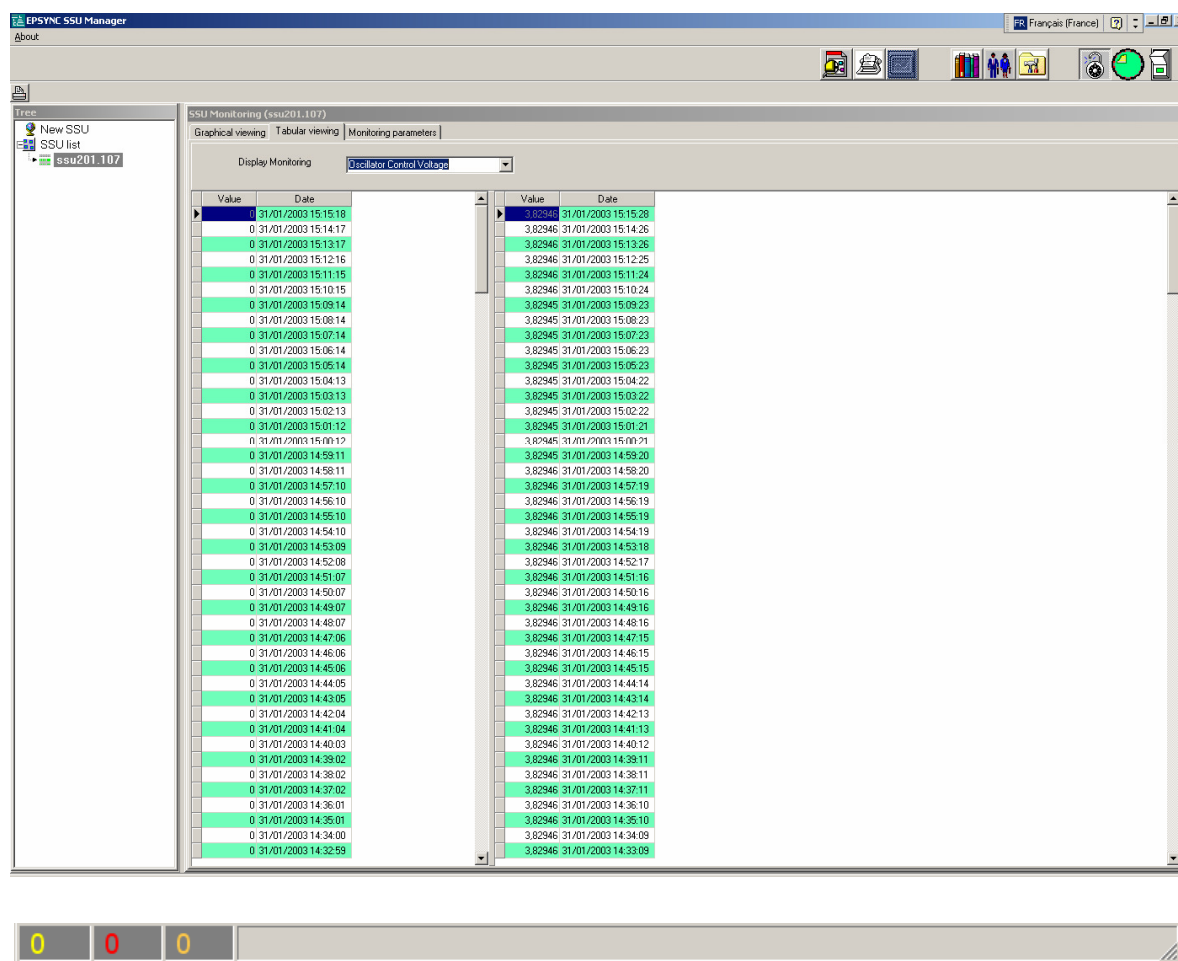 EPSYNC SSU Manager
FR Français (France)
About
Tree
New SSU
SSU list
ssu201.107
SSU Monitoring (ssu201.107)
Graphical viewing Tabular viewing Monitoring parameters
Display Monitoring Oscillator Control Voltage
Value Date Value Date
0 31/01/2003 15:15:18 3,82946 31/01/2003 15:15:28
0 31/01/2003 15:14:17 3,82946 31/01/2003 15:14:26
0 31/01/2003 15:13:17 3,82946 31/01/2003 15:13:26
0 31/01/2003 15:12:16 3,82946 31/01/2003 15:12:25
0 31/01/2003 15:11:15 3,82946 31/01/2003 15:11:24
0 31/01/2003 15:10:15 3,82946 31/01/2003 15:10:24
0 31/01/2003 15:09:14 3,82945 31/01/2003 15:09:23
0 31/01/2003 15:08:14 3,82945 31/01/2003 15:08:23
0 31/01/2003 15:07:14 3,82945 31/01/2003 15:07:23
0 31/01/2003 15:06:14 3,82945 31/01/2003 15:06:23
0 31/01/2003 15:05:14 3,82945 31/01/2003 15:05:23
0 31/01/2003 15:04:13 3,82945 31/01/2003 15:04:22
0 31/01/2003 15:03:13 3,82945 31/01/2003 15:03:22
0 31/01/2003 15:02:13 3,82945 31/01/2003 15:02:22
0 31/01/2003 15:01:12 3,82945 31/01/2003 15:01:21
0 31/01/2003 15:00:12 3,82945 31/01/2003 15:00:21
0 31/01/2003 14:59:11 3,82945 31/01/2003 14:59:20
0 31/01/2003 14:58:11 3,82946 31/01/2003 14:58:20
0 31/01/2003 14:57:10 3,82946 31/01/2003 14:57:19
0 31/01/2003 14:56:10 3,82946 31/01/2003 14:56:19
0 31/01/2003 14:55:10 3,82946 31/01/2003 14:55:19
0 31/01/2003 14:54:10 3,82946 31/01/2003 14:54:19
0 31/01/2003 14:53:09 3,82946 31/01/2003 14:53:18
0 31/01/2003 14:52:08 3,82946 31/01/2003 14:52:17
0 31/01/2003 14:51:07 3,82946 31/01/2003 14:51:16
0 31/01/2003 14:50:07 3,82946 31/01/2003 14:50:16
0 31/01/2003 14:49:07 3,82946 31/01/2003 14:49:16
0 31/01/2003 14:48:07 3,82946 31/01/2003 14:48:16
0 31/01/2003 14:47:06 3,82946 31/01/2003 14:47:15
0 31/01/2003 14:46:06 3,82946 31/01/2003 14:46:15
0 31/01/2003 14:45:06 3,82946 31/01/2003 14:45:15
0 31/01/2003 14:44:05 3,82946 31/01/2003 14:44:14
0 31/01/2003 14:43:05 3,82946 31/01/2003 14:43:14
0 31/01/2003 14:42:04 3,82946 31/01/2003 14:42:13
0 31/01/2003 14:41:04 3,82946 31/01/2003 14:41:13
0 31/01/2003 14:40:03 3,82946 31/01/2003 14:40:12
0 31/01/2003 14:39:02 3,82946 31/01/2003 14:39:11
0 31/01/2003 14:38:02 3,82946 31/01/2003 14:38:11
0 31/01/2003 14:37:02 3,82946 31/01/2003 14:37:11
0 31/01/2003 14:36:01 3,82946 31/01/2003 14:36:10
0 31/01/2003 14:35:01 3,82946 31/01/2003 14:35:10
0 31/01/2003 14:34:00 3,82946 31/01/2003 14:34:09
0 31/01/2003 14:32:59 3,82946 31/01/2003 14:33:09
0 0 0